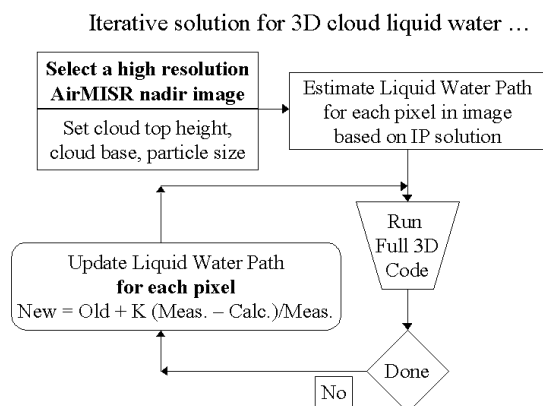 Iterative solution for 3D cloud liquid water ...
Select a high resolution
AirMISR nadir image
Set cloud top height,
cloud base, particle size
Estimate Liquid Water Path
for each pixel in image
based on IP solution
Run
Full 3D
Code
Update Liquid Water Path
for each pixel
New = Old + K (Meas. – Calc.)/Meas.
Done
No